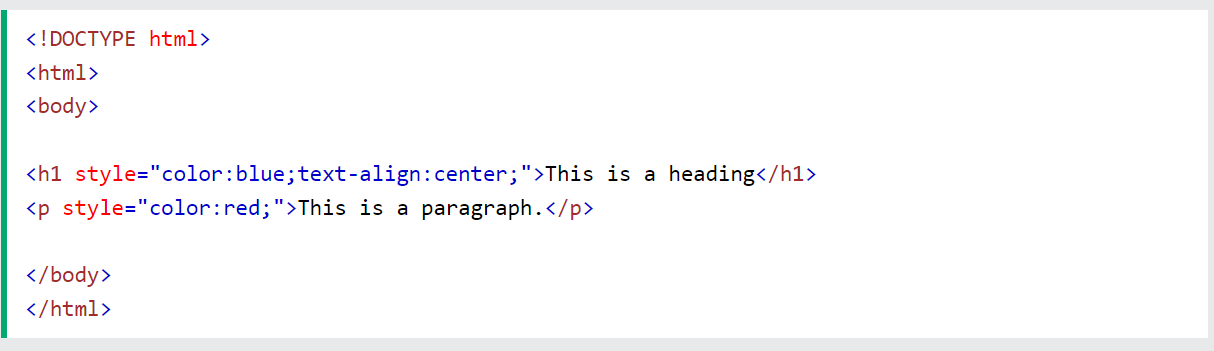 <!DOCTYPE html>
<html>
<body>
<h1 style="color:blue;text-align:center;">This is a heading</h1>
<p style="color:red;">This is a paragraph.</p>
</body>
</html>